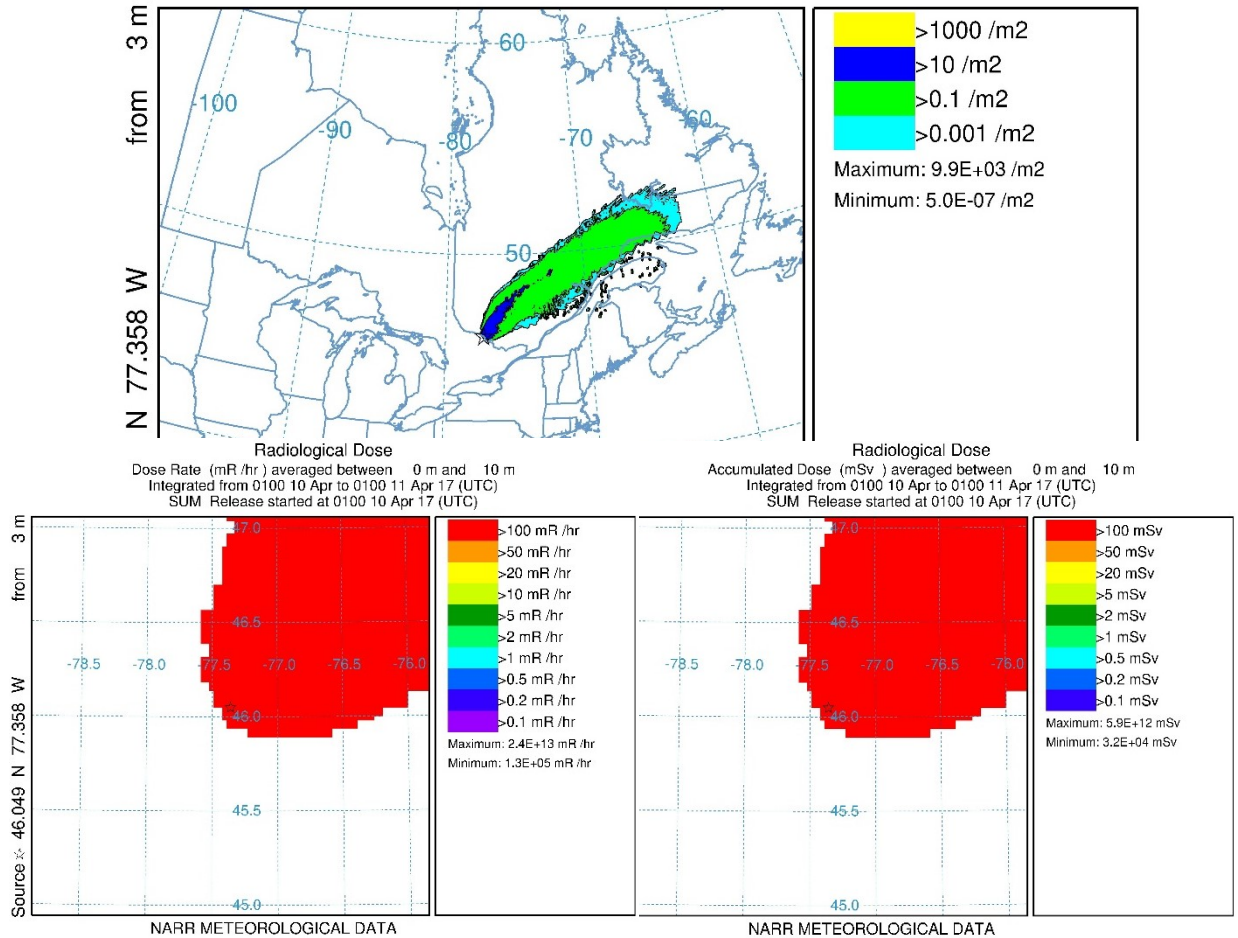 N 77.358 W from 3 m
-100
-90
-80
-70
-60
60
50
>1000 /m2
>10 /m2
>0.1 /m2
>0.001 /m2
Maximum: 9.9E+03 /m2
Minimum: 5.0E-07 /m2
Radiological Dose
Dose Rate (mR /hr ) averaged between 0 m and 10 m
Integrated from 0100 10 Apr to 0100 11 Apr 17 (UTC)
SUM Release started at 0100 10 Apr 17 (UTC)
Source ☆ 46.049 N 77.358 W from 3 m
47.0
46.5
-78.5 -78.0 -77.5 -77.0 -76.5 -76.0
46.0
45.5
45.0
>100 mR /hr
>50 mR /hr
>20 mR /hr
>10 mR /hr
>5 mR /hr
>2 mR /hr
>1 mR /hr
>0.5 mR /hr
>0.2 mR /hr
>0.1 mR /hr
Maximum: 2.4E+13 mR /hr
Minimum: 1.3E+05 mR /hr
NARR METEOROLOGICAL DATA
Radiological Dose
Accumulated Dose (mSv ) averaged between 0 m and 10 m
Integrated from 0100 10 Apr to 0100 11 Apr 17 (UTC)
SUM Release started at 0100 10 Apr 17 (UTC)
47.0
46.5
-78.5 -78.0 -77.5 -77.0 -76.5 -76.0
46.0
45.5
45.0
>100 mSv
>50 mSv
>20 mSv
>5 mSv
>2 mSv
>1 mSv
>0.5 mSv
>0.2 mSv
>0.1 mSv
Maximum: 5.9E+12 mSv
Minimum: 3.2E+04 mSv
NARR METEOROLOGICAL DATA